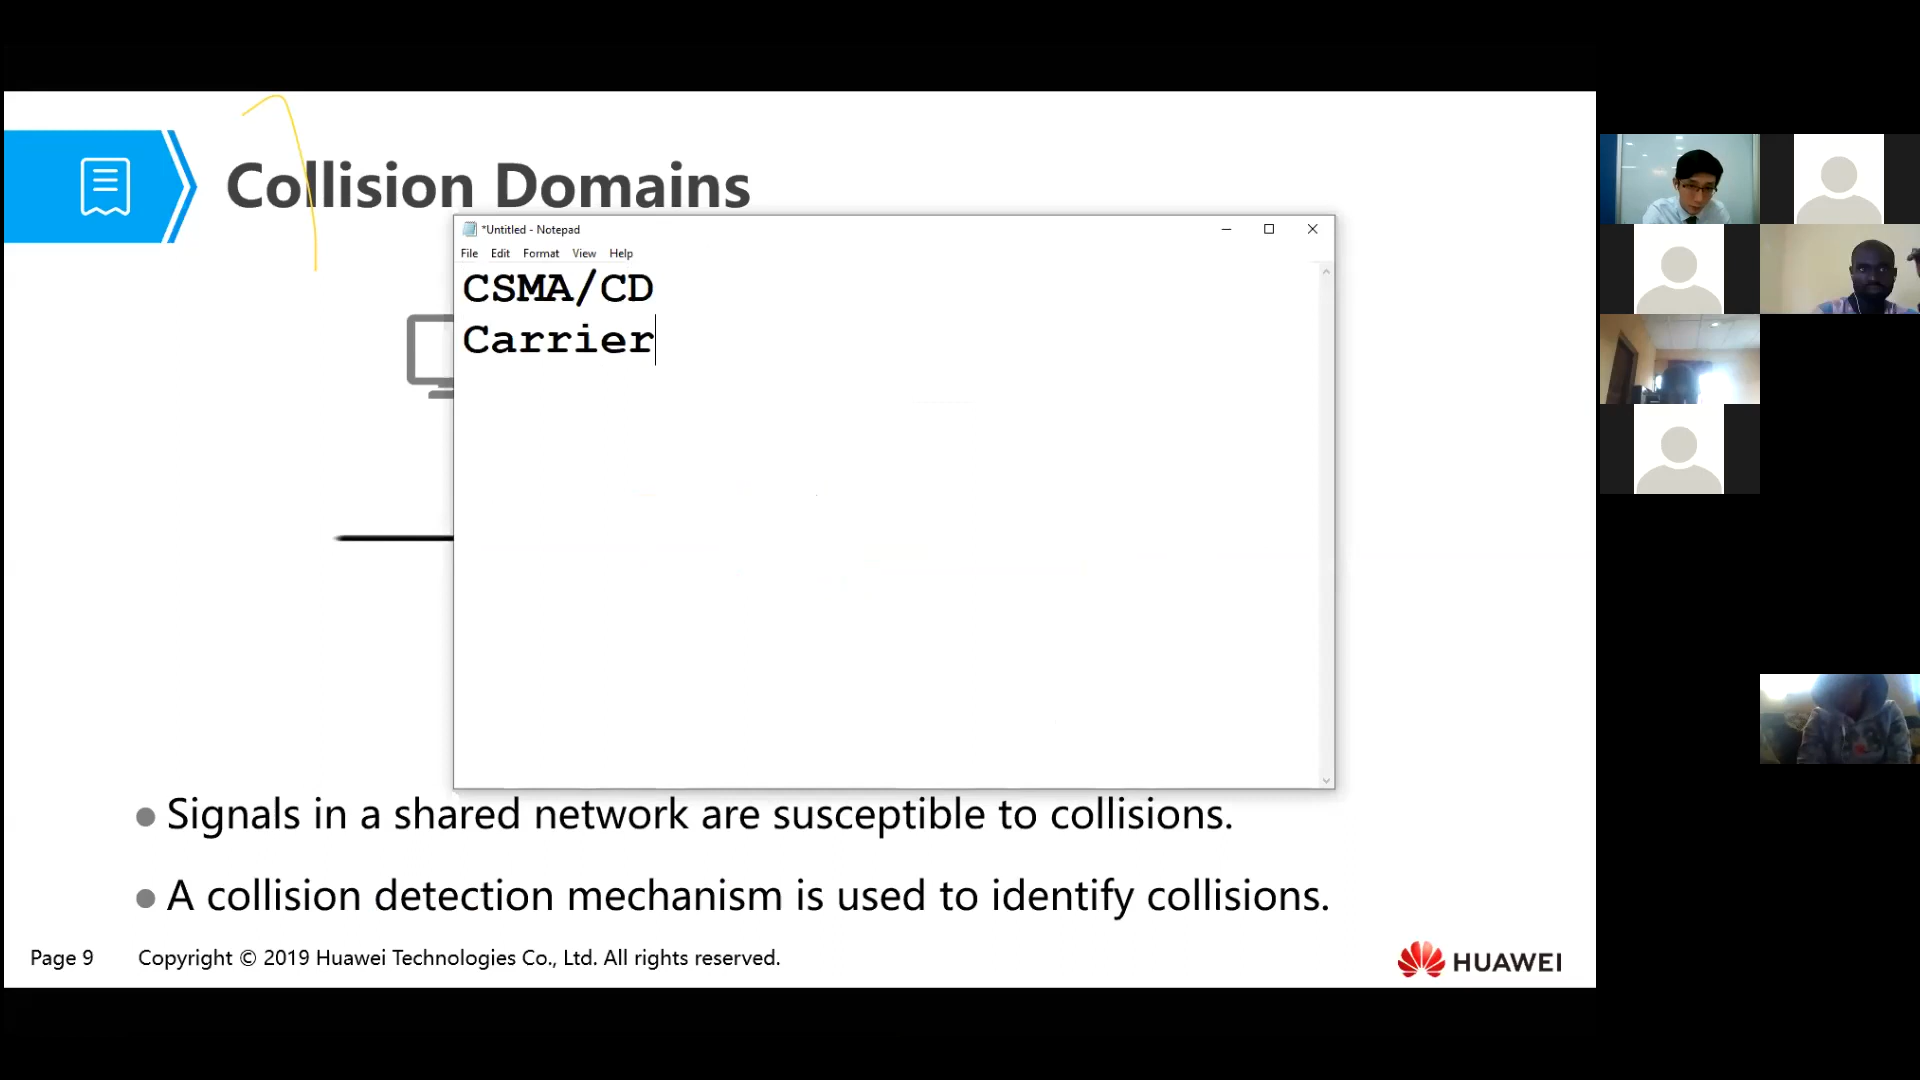 Collision Domains
*Untitled - Notepad
File Edit Format View Help
CSMA/CD
Carrier
Signals in a shared network are susceptible to collisions.
A collision detection mechanism is used to identify collisions.
Page 9 Copyright © 2019 Huawei Technologies Co., Ltd. All rights reserved.
HUAWEI